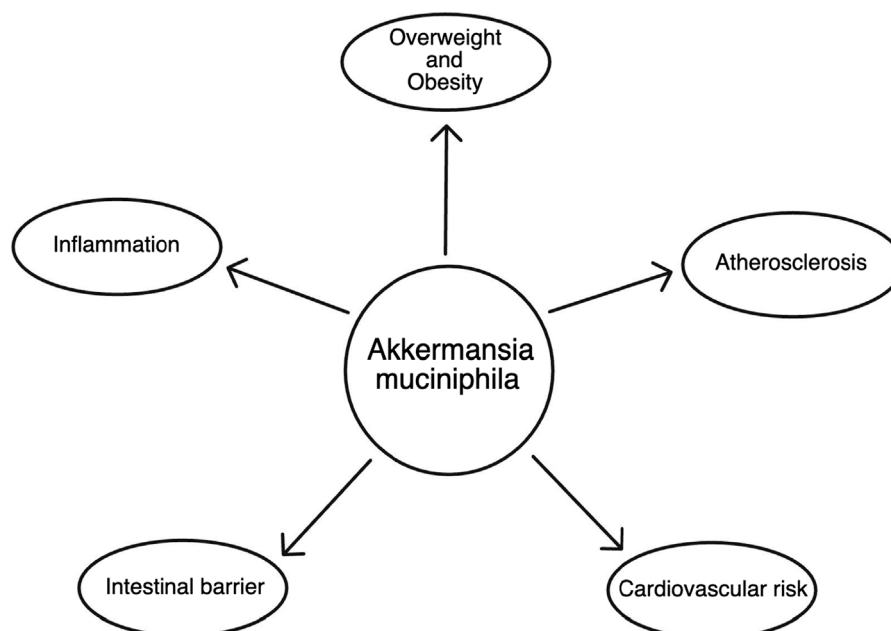 Overweight
and
Obesity
Inflammation
Atherosclerosis
Akkermansia
muciniphila
Intestinal barrier
Cardiovascular risk